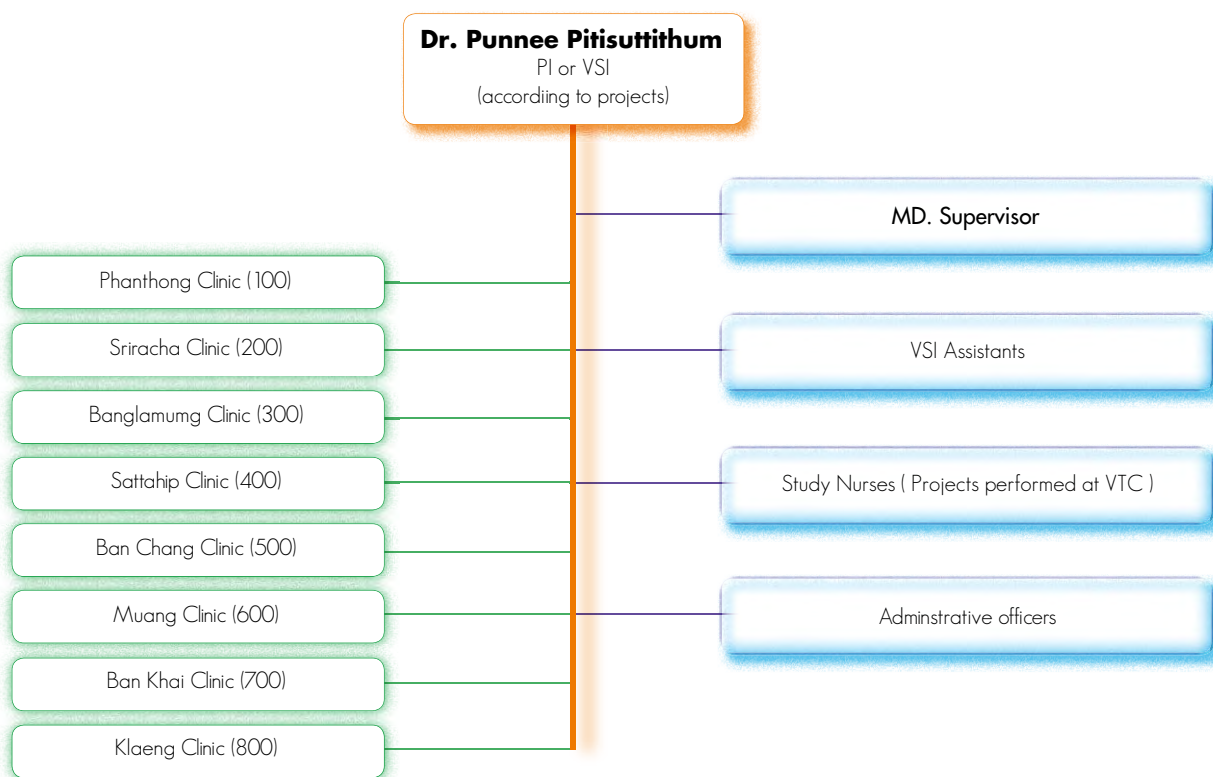 Dr. Punnee Pitisuttithum
PI or VSI
(accordiing to projects)
MD. Supervisor
Phanthong Clinic (100)
Sriracha Clinic (200)
VSI Assistants
Banglamumg Clinic (300)
Sattahip Clinic (400)
Study Nurses ( Projects performed at VTC )
Ban Chang Clinic (500)
Muang Clinic (600)
Adminstrative officers
Ban Khai Clinic (700)
Klaeng Clinic (800)